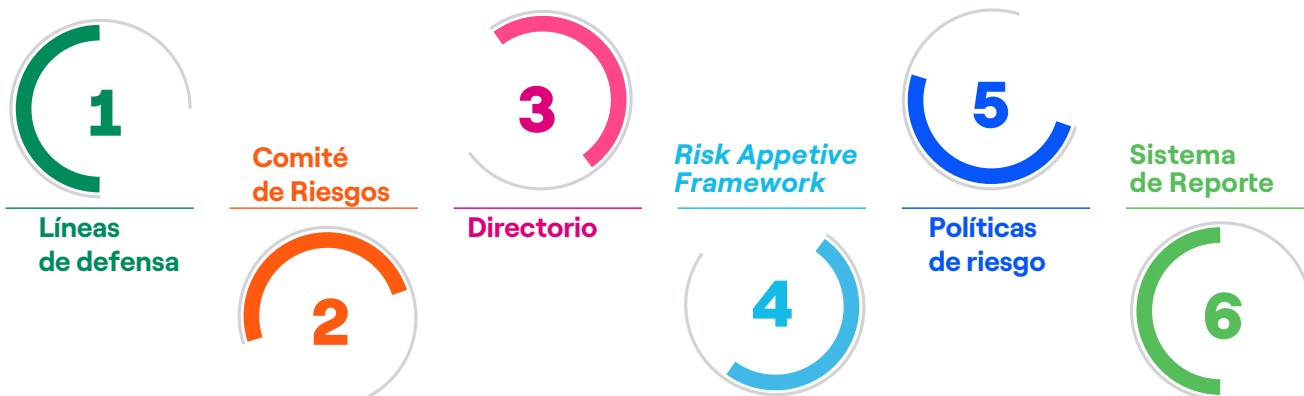 1
Líneas
de defensa
Comité
de Riesgos
2
3
Directorio
Risk Appetive
Framework
4
5
Políticas
de riesgo
Sistema
de Reporte
6